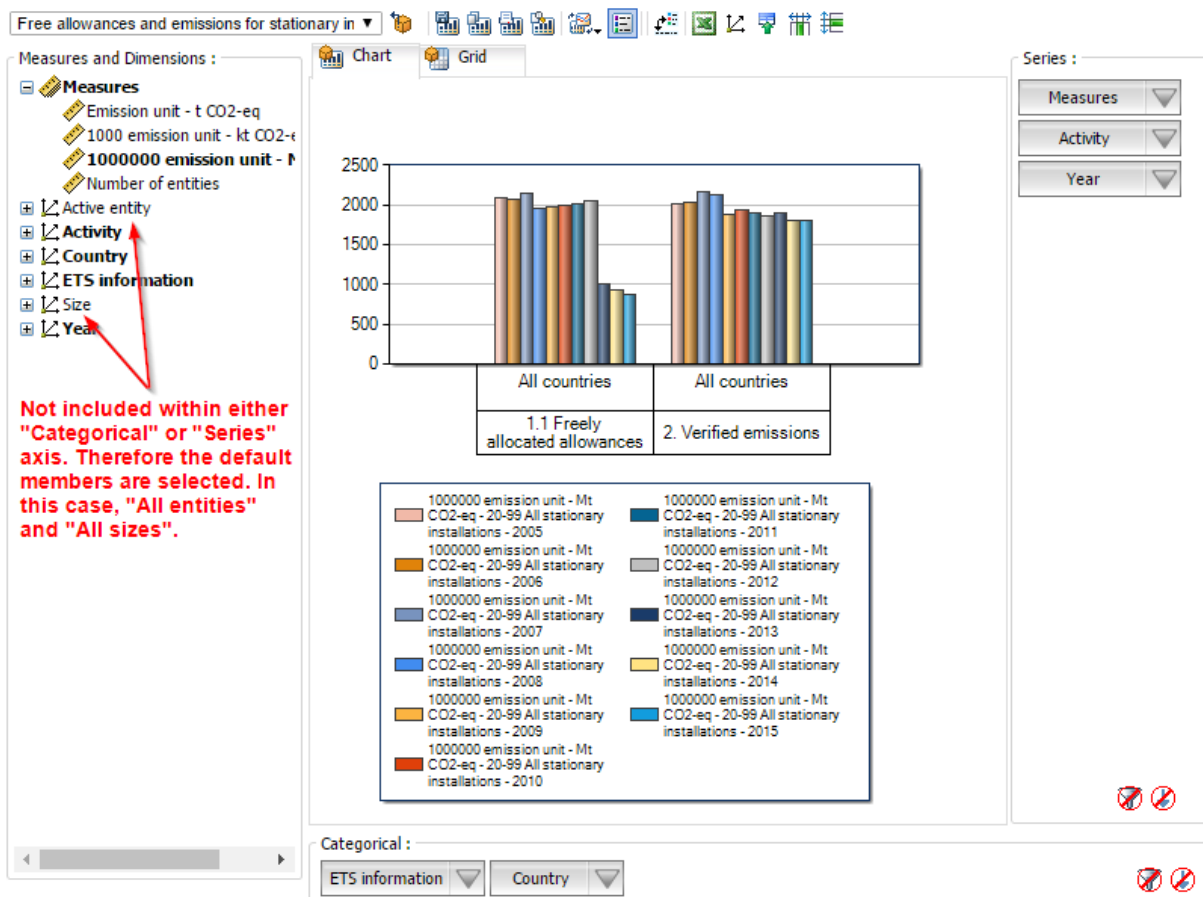 Free allowances and emissions for stationary in
Measures and Dimensions :
Measures
Emission unit - t CO2-eq
1000 emission unit - kt CO2-e
1000000 emission unit - M
Number of entities
Active entity
Activity
Country
ETS information
Size
Year
Not included within either
"Categorical" or "Series"
axis. Therefore the default
members are selected. In
this case, "All entities"
and "All sizes".
Chart
Grid
2500
2000
1500
1000
500
0
All countries
All countries
1.1 Freely
allocated allowances
2. Verified emissions
1000000 emission unit - Mt
CO2-eq - 20-99 All stationary
installations - 2005
1000000 emission unit - Mt
CO2-eq - 20-99 All stationary
installations - 2006
1000000 emission unit - Mt
CO2-eq - 20-99 All stationary
installations - 2007
1000000 emission unit - Mt
CO2-eq - 20-99 All stationary
installations - 2008
1000000 emission unit - Mt
CO2-eq - 20-99 All stationary
installations - 2009
1000000 emission unit - Mt
CO2-eq - 20-99 All stationary
installations - 2010
1000000 emission unit - Mt
CO2-eq - 20-99 All stationary
installations - 2011
1000000 emission unit - Mt
CO2-eq - 20-99 All stationary
installations - 2012
1000000 emission unit - Mt
CO2-eq - 20-99 All stationary
installations - 2013
1000000 emission unit - Mt
CO2-eq - 20-99 All stationary
installations - 2014
1000000 emission unit - Mt
CO2-eq - 20-99 All stationary
installations - 2015
Series :
Measures
Activity
Year
Categorical :
ETS information
Country